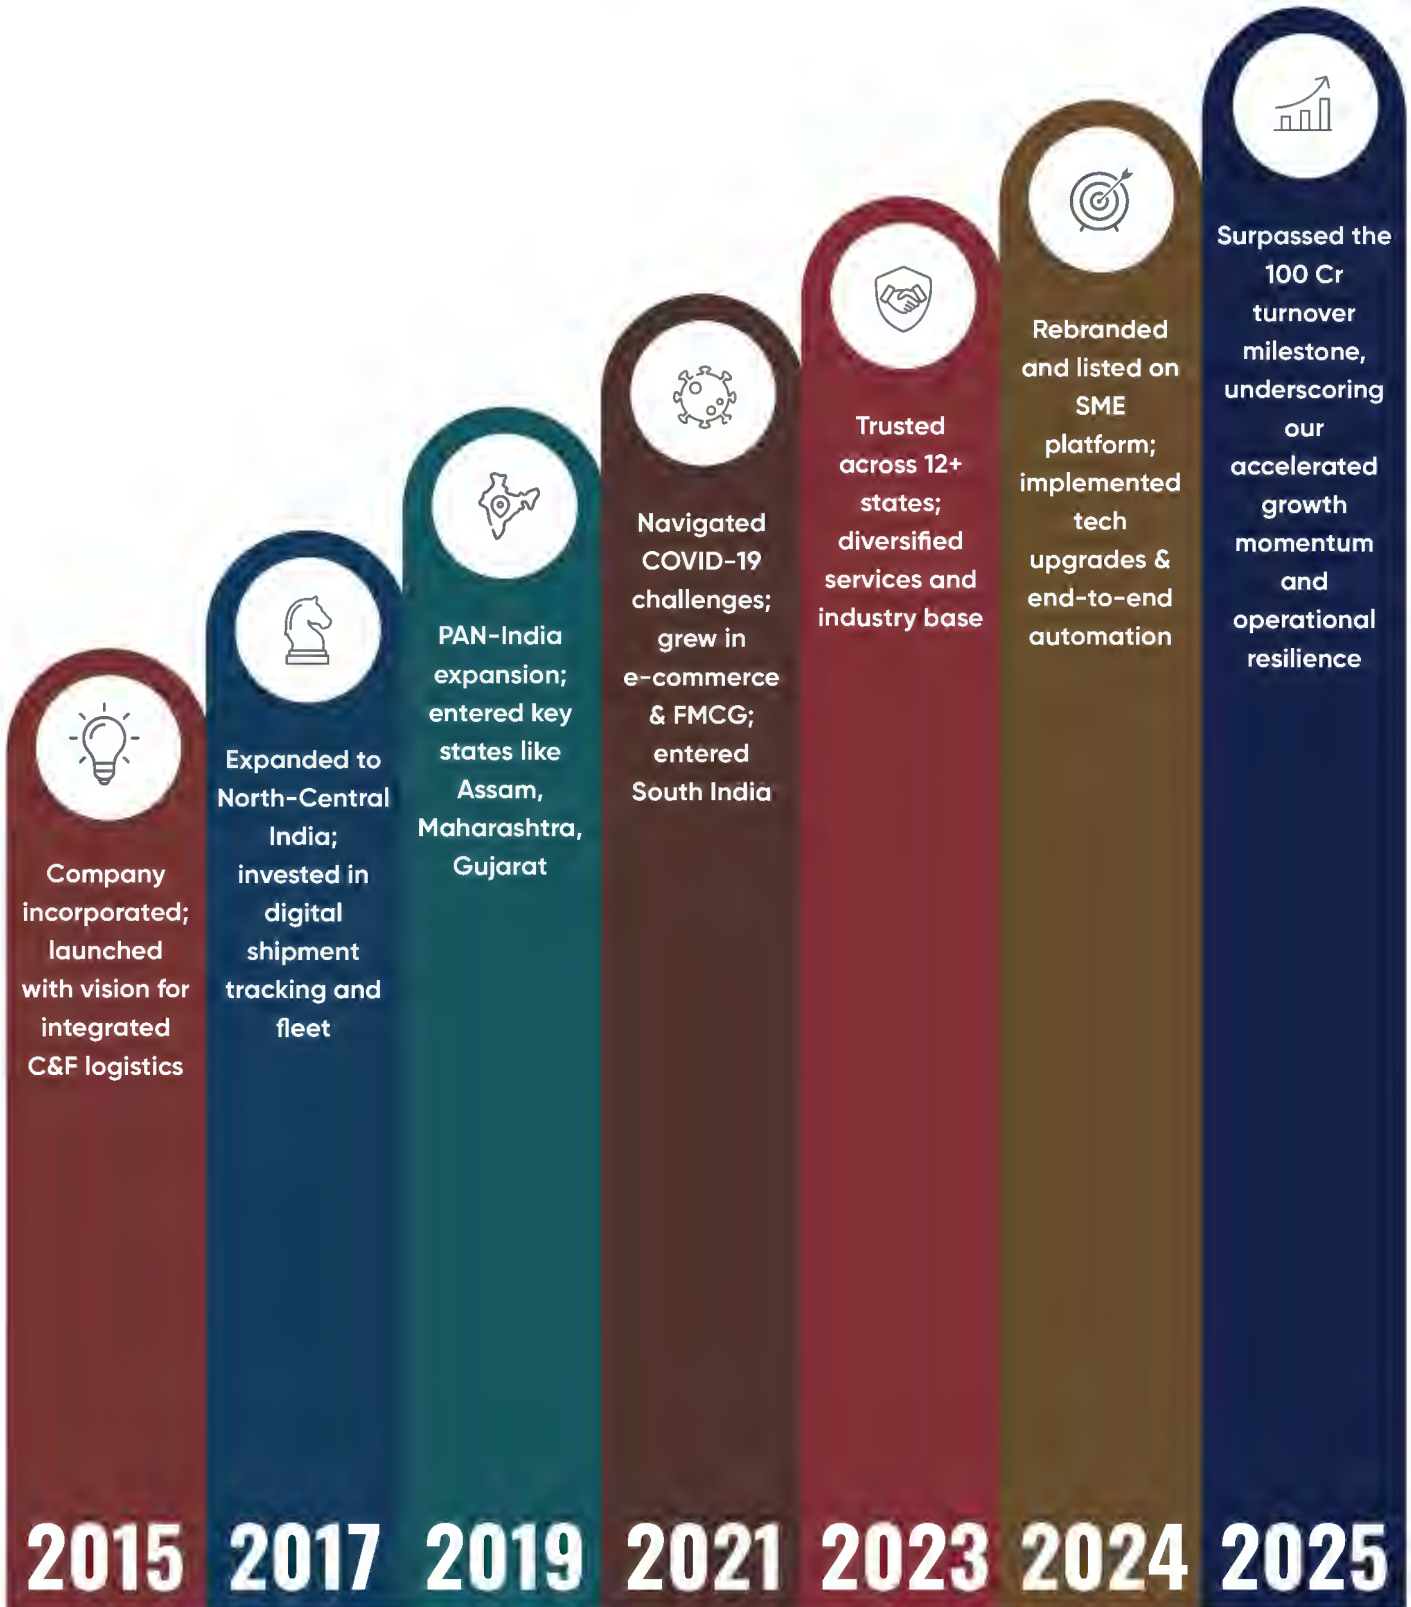 Company
incorporated;
launched
with vision for
integrated
C&F logistics
2015
Expanded to
North-Central
India;
invested in
digital
shipment
tracking and
fleet
2017
PAN-India
expansion;
entered key
states like
Assam,
Maharashtra,
Gujarat
2019
Navigated
COVID-19
challenges;
grew in
e-commerce
& FMCG;
entered
South India
2021
Trusted
across 12+
states;
diversified
services and
industry base
2023
Rebranded
and listed on
SME
platform;
implemented
tech
upgrades &
end-to-end
automation
2024
Surpassed the
100 Cr
turnover
milestone,
underscoring
our
accelerated
growth
momentum
and
operational
resilience
2025